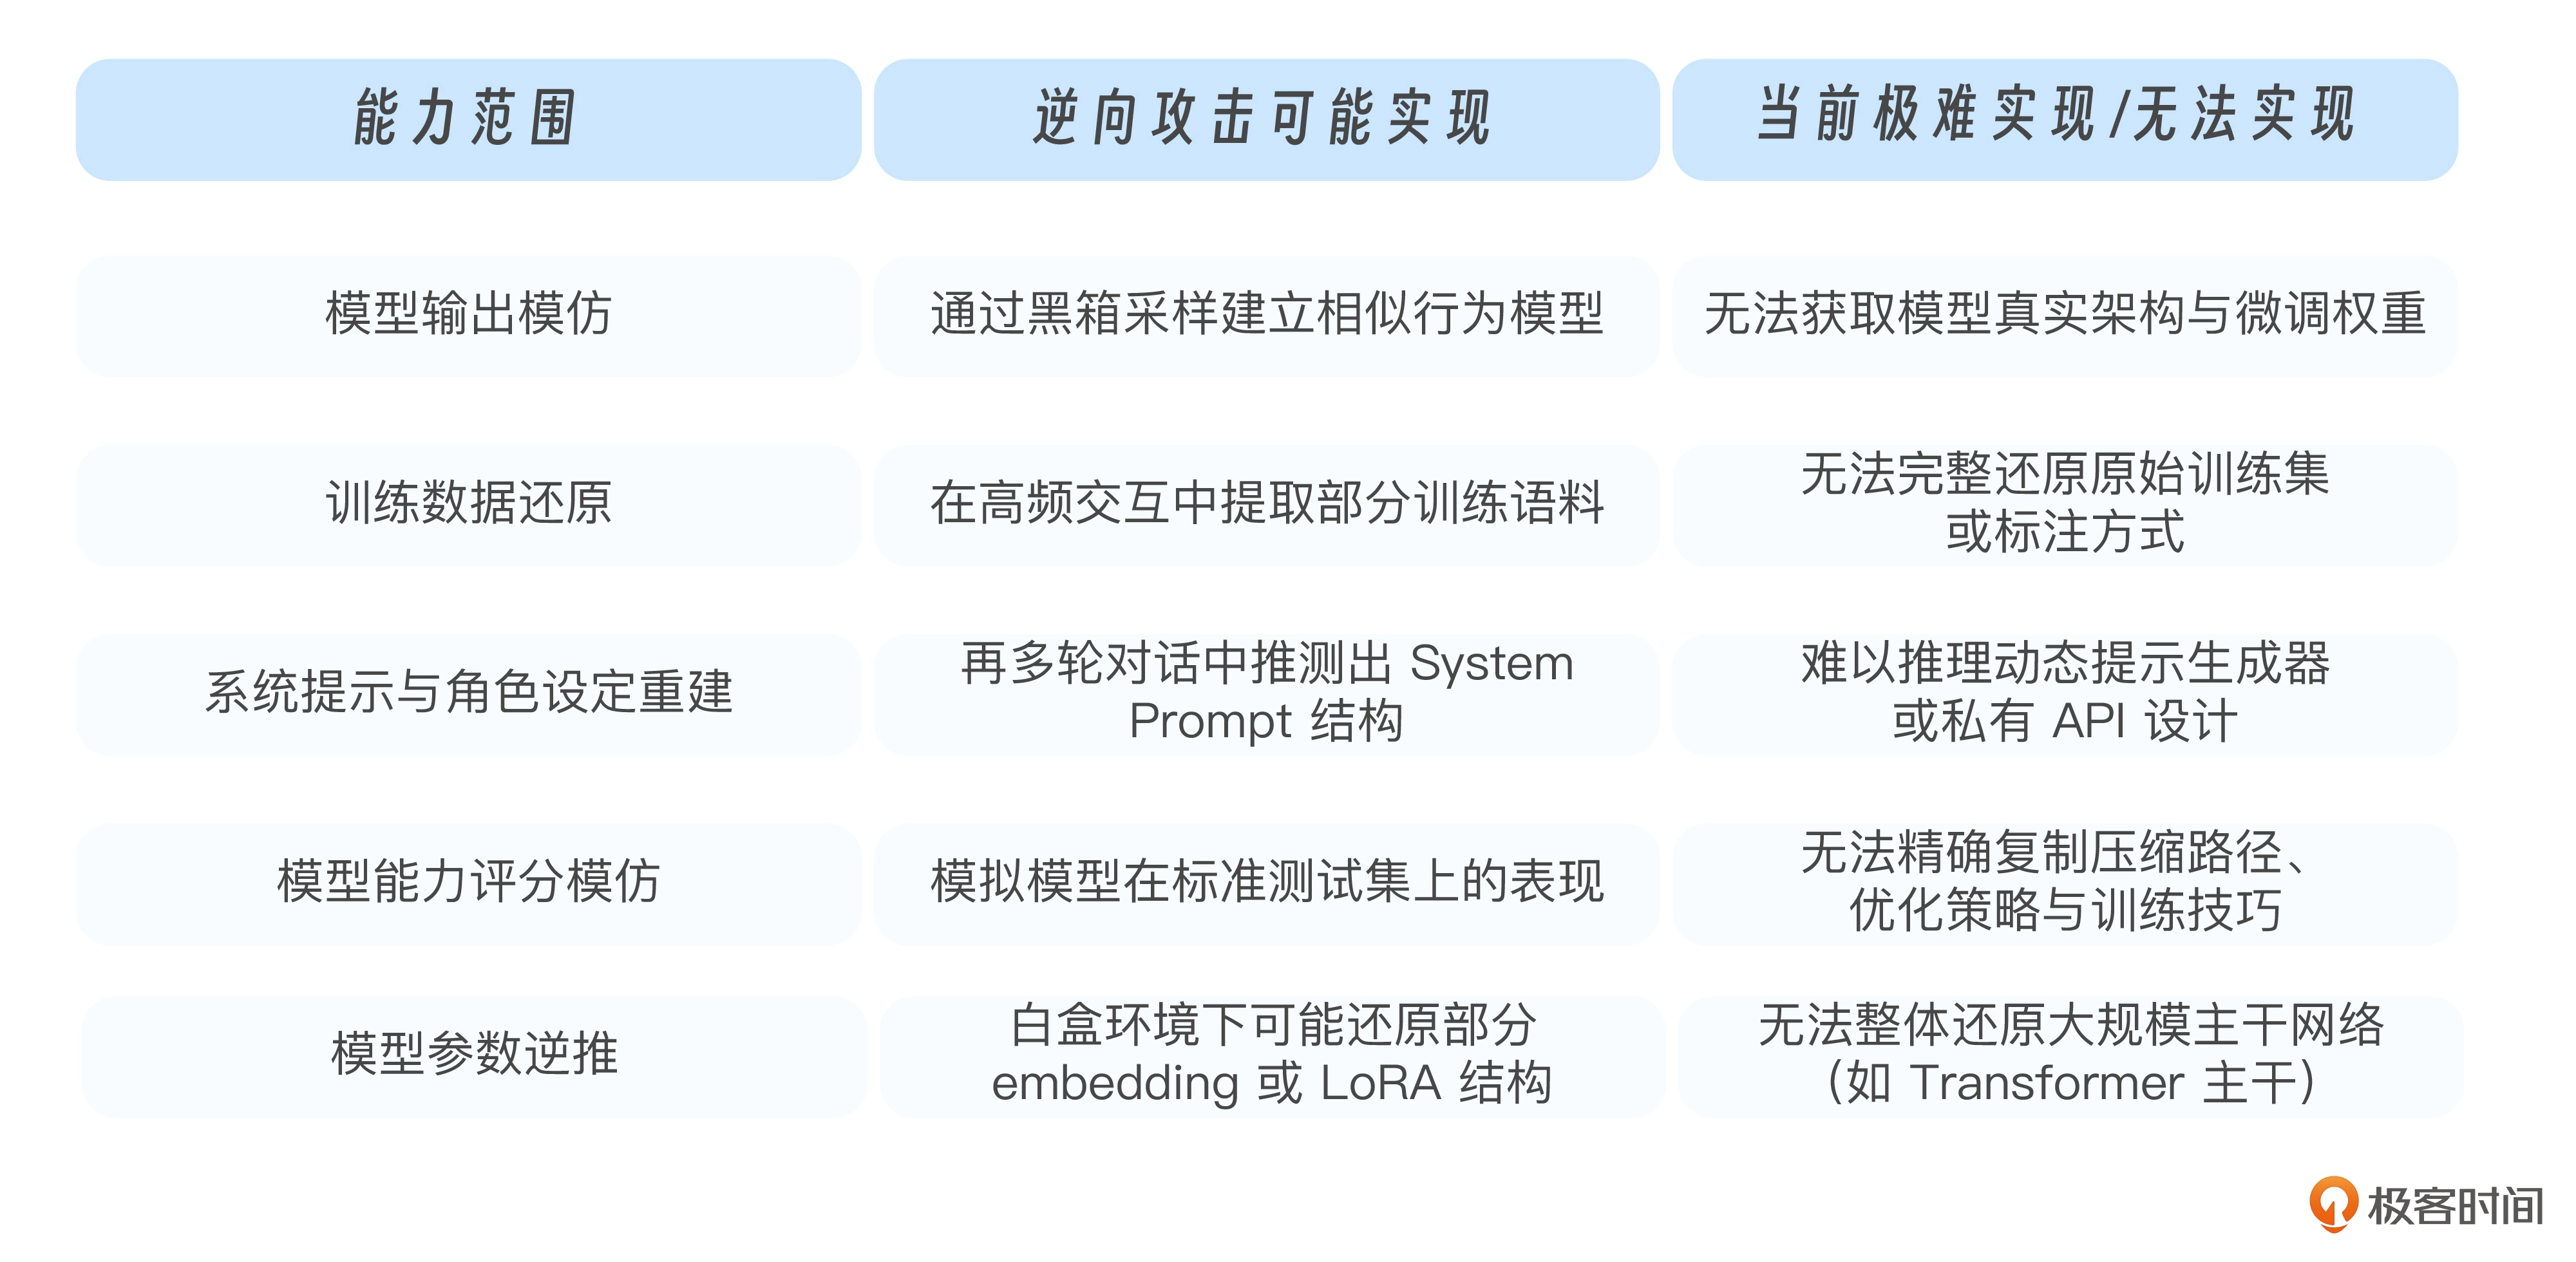 能力范围
逆向攻击可能实现
当前极难实现/无法实现
模型输出模仿
通过黑箱采样建立相似行为模型
无法获取模型真实架构与微调权重
训练数据还原
在高频交互中提取部分训练语料
无法完整还原原始训练集
或标注方式
系统提示与角色设定重建
再多轮对话中推测出 System
Prompt 结构
难以推理动态提示生成器
或私有 API 设计
模型能力评分模仿
模拟模型在标准测试集上的表现
无法精确复制压缩路径、
优化策略与训练技巧
模型参数逆推
白盒环境下可能还原部分
embedding 或 LoRA 结构
无法整体还原大规模主干网络
（如 Transformer 主干）
极客时间